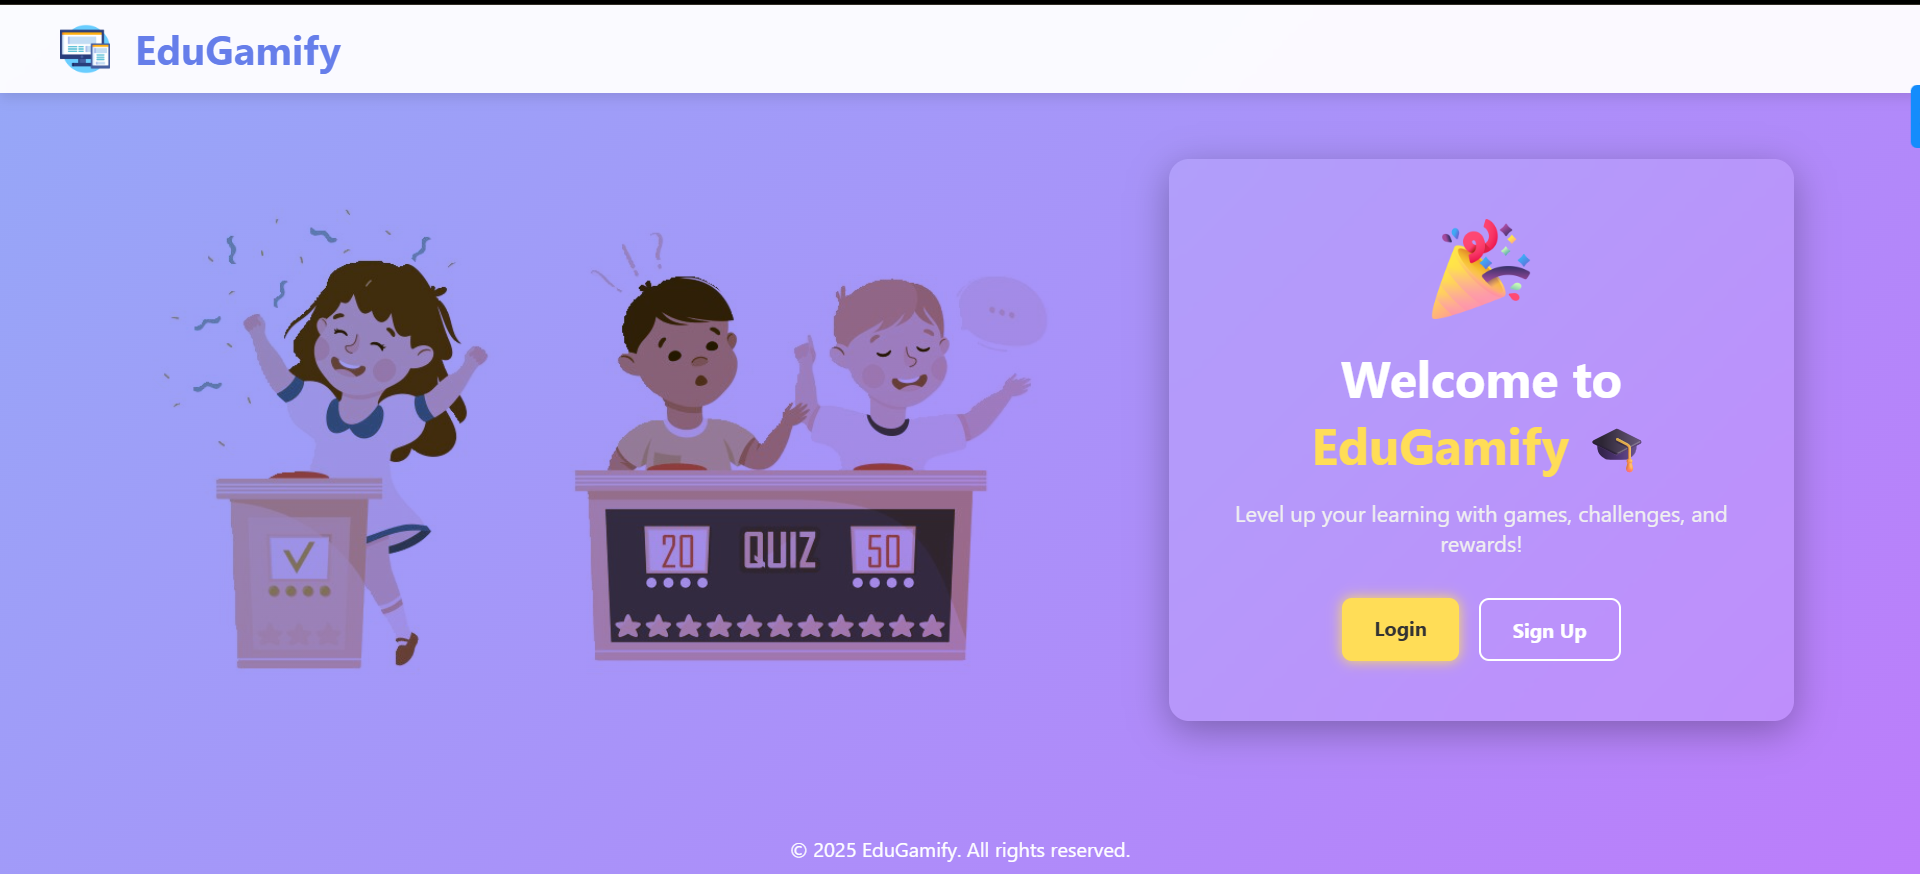 EduGamify
20 QUIZ 50
Welcome to
EduGamify
Level up your learning with games, challenges, and
rewards!
Login Sign Up
© 2025 EduGamify. All rights reserved.